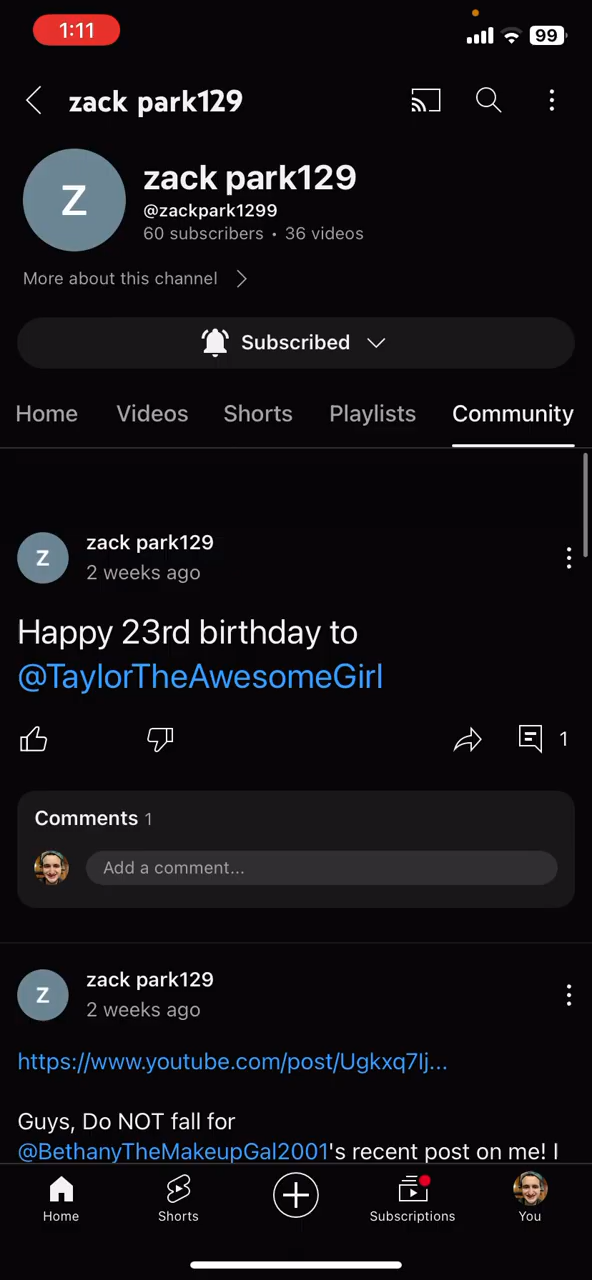 1:11
99
zack park129
Z
zack park129
@zackpark1299
60 subscribers • 36 videos
More about this channel
Subscribed
Home Videos Shorts Playlists Community
Z
zack park129
2 weeks ago
Happy 23rd birthday to
@TaylorTheAwesomeGirl
1
Comments 1
Add a comment...
Z
zack park129
2 weeks ago
https://www.youtube.com/post/Ugkxq7lj...
Guys, Do NOT fall for
@BethanyTheMakeupGal2001's recent post on me! I
Home Shorts Subscriptions You